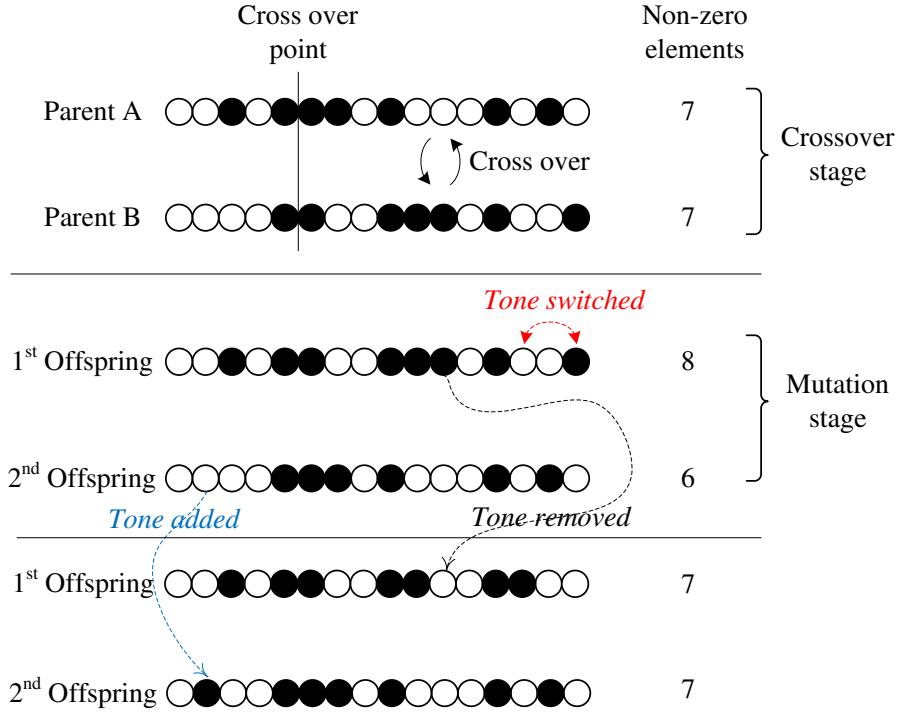 Cross over
point
Non-zero
elements
Parent A
7
Cross over
Crossover
stage
Parent B
7
Tone switched
1st Offspring
8
Mutation
stage
2nd Offspring
6
Tone added
Tone removed
1st Offspring
7
2nd Offspring
7